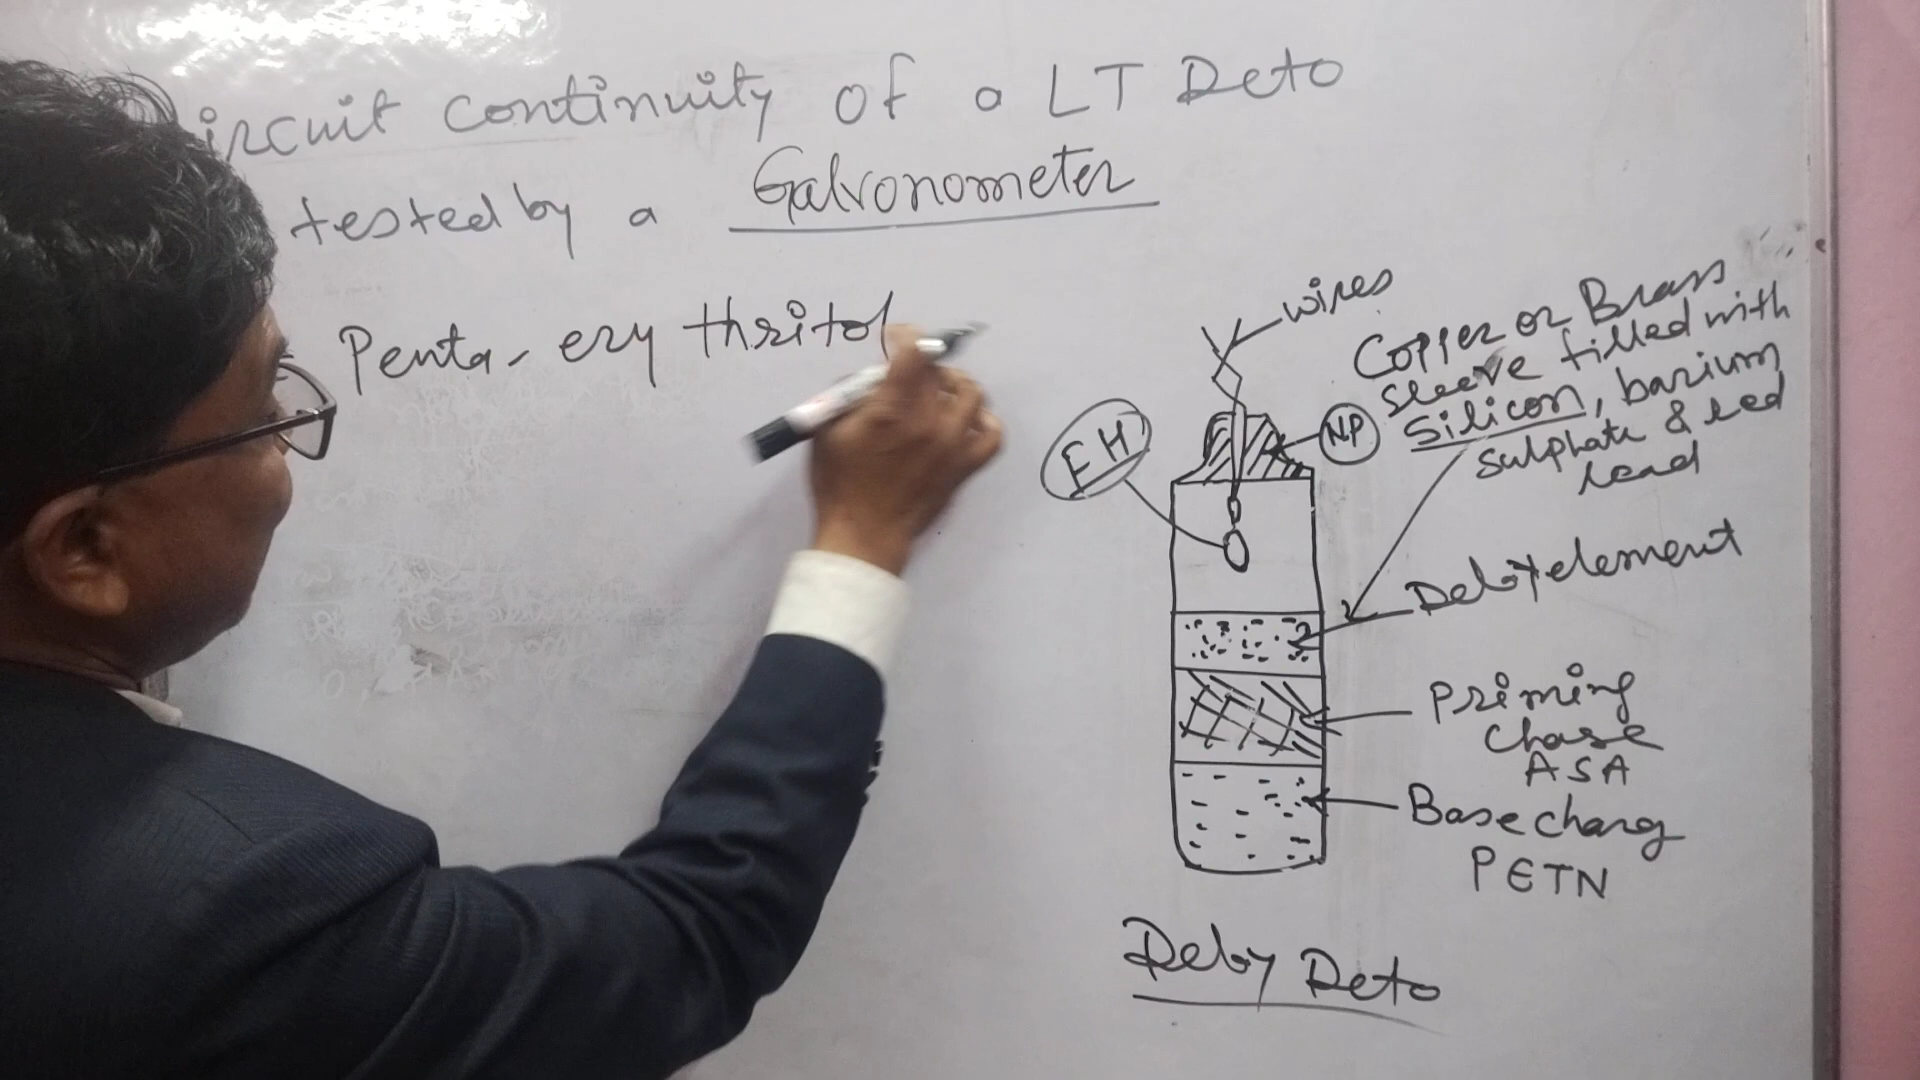 ircuit continuity of a LT Deto
tested by a Galvonometer
= Penta - ery thritol
wires
Copper or Brass
sleeve filled with
Silicon, barium
sulphate & red
lead
EH
NP
Delay element
Priming
Charge
ASA
Base charg
PETN
Delay Deto